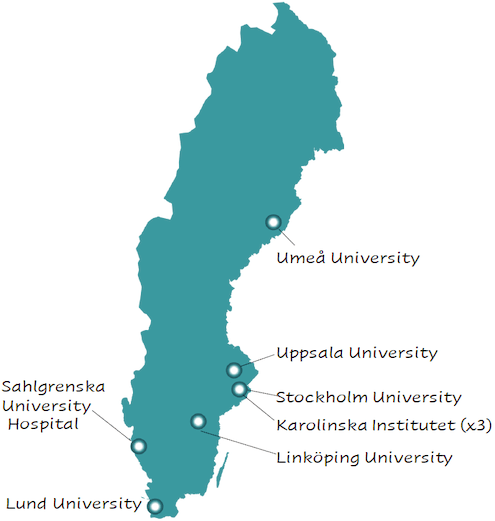 Umeå University
Uppsala University
Sahlgrenska
University
Hospital
Stockholm University
Karolinska Institutet (x3)
Linköping University
Lund University